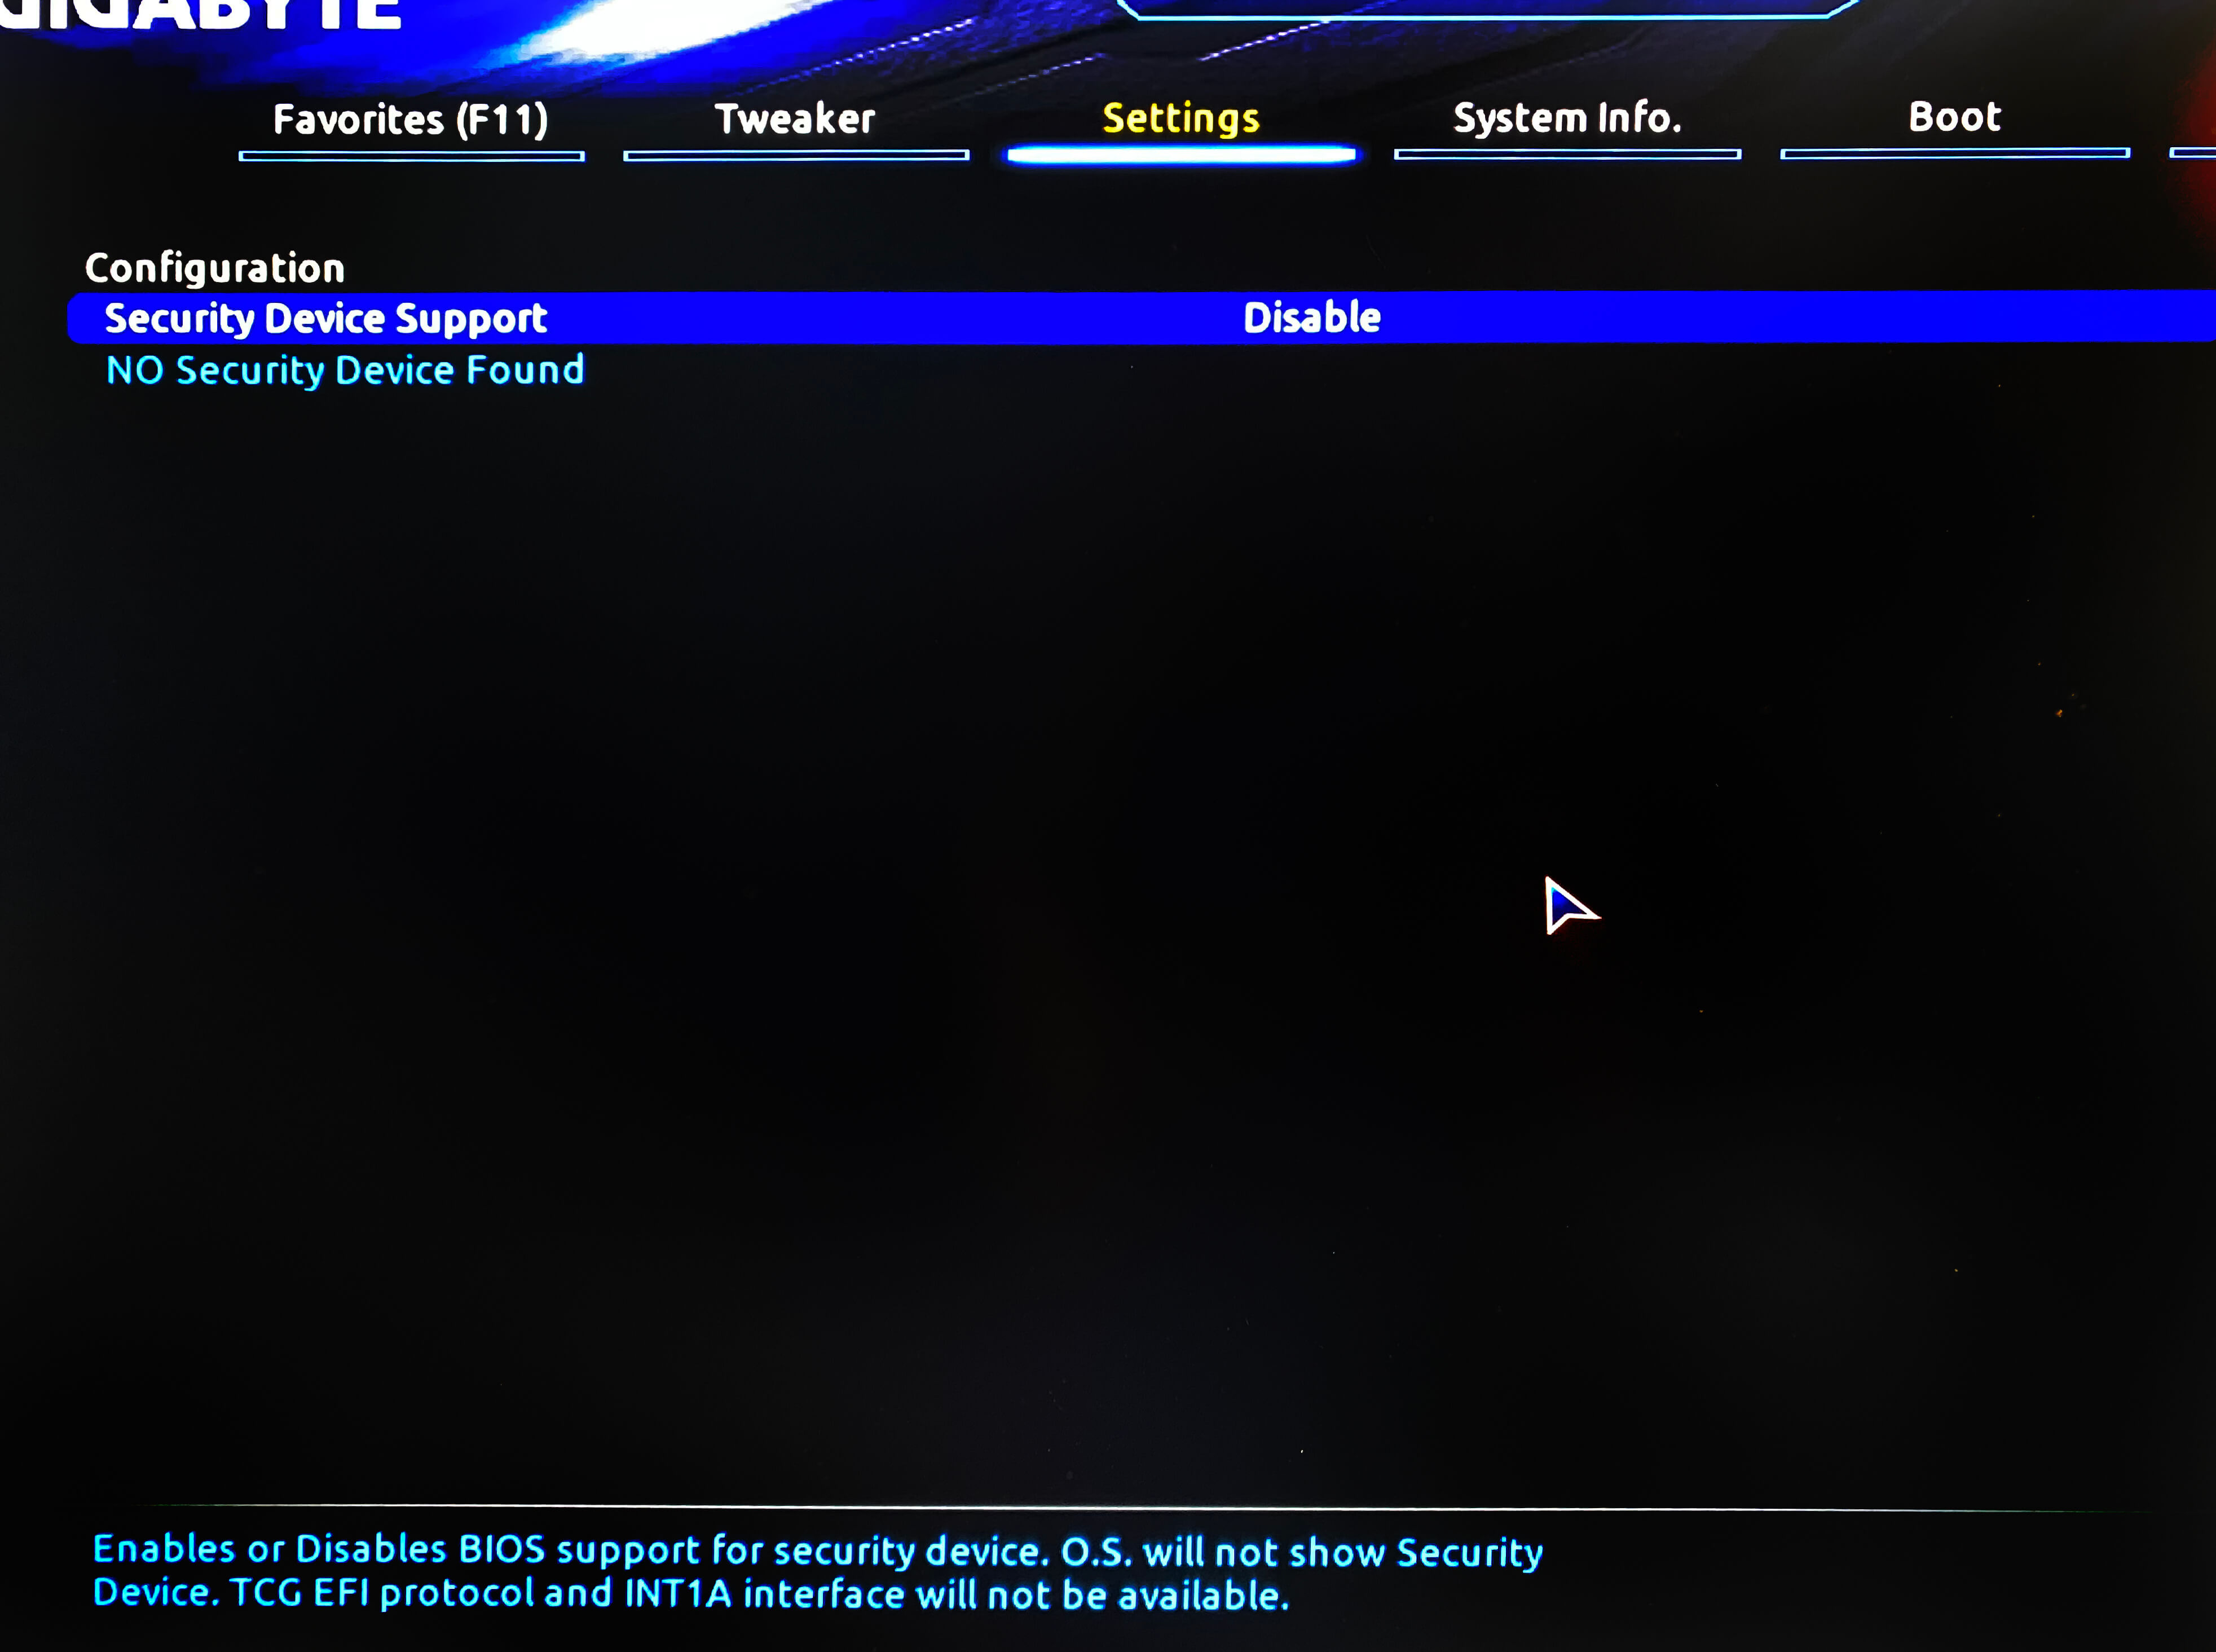 GIGABYTE
Favorites (F11) Tweaker Settings System Info. Boot
Configuration
Security Device Support Disable
NO Security Device Found
Enables or Disables BIOS support for security device. O.S. will not show Security
Device. TCG EFI protocol and INT1A interface will not be available.